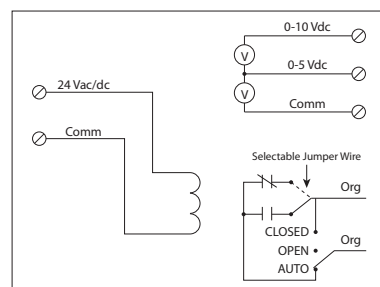 0-10 Vdc
24 Vac/dc
0-5 Vdc
V
V
Comm
Comm
Selectable Jumper Wire
Org
CLOSED
OPEN
Org
AUTO